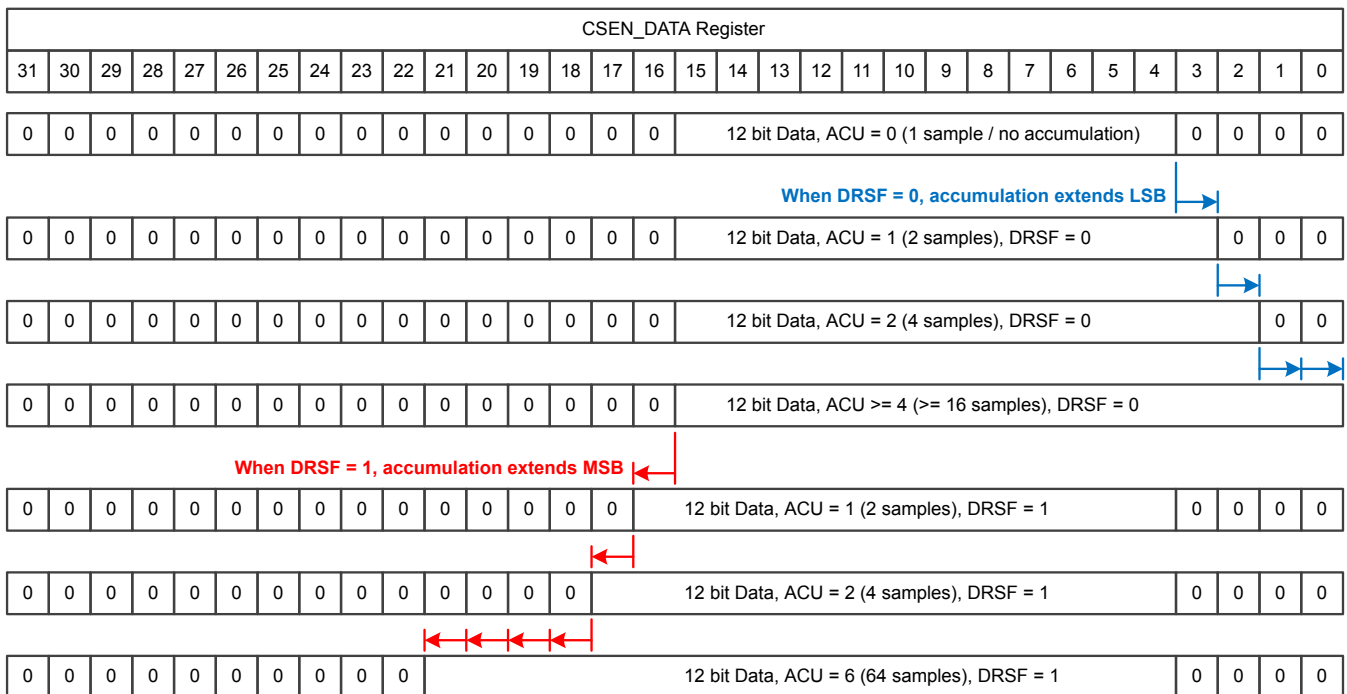 CSEN_DATA Register
31 30 29 28 27 26 25 24 23 22 21 20 19 18 17 16 15 14 13 12 11 10 9 8 7 6 5 4 3 2 1 0
0 0 0 0 0 0 0 0 0 0 0 0 0 0 0 0 12 bit Data, ACU = 0 (1 sample / no accumulation) 0 0 0 0
When DRSF = 0, accumulation extends LSB
0 0 0 0 0 0 0 0 0 0 0 0 0 0 0 0 12 bit Data, ACU = 1 (2 samples), DRSF = 0 0 0 0
0 0 0 0 0 0 0 0 0 0 0 0 0 0 0 0 12 bit Data, ACU = 2 (4 samples), DRSF = 0 0 0
0 0 0 0 0 0 0 0 0 0 0 0 0 0 0 0 12 bit Data, ACU >= 4 (>= 16 samples), DRSF = 0
When DRSF = 1, accumulation extends MSB
0 0 0 0 0 0 0 0 0 0 0 0 0 0 0 12 bit Data, ACU = 1 (2 samples), DRSF = 1 0 0 0 0
0 0 0 0 0 0 0 0 0 0 0 0 0 0 12 bit Data, ACU = 2 (4 samples), DRSF = 1 0 0 0 0
0 0 0 0 0 0 0 0 0 0 12 bit Data, ACU = 6 (64 samples), DRSF = 1 0 0 0 0